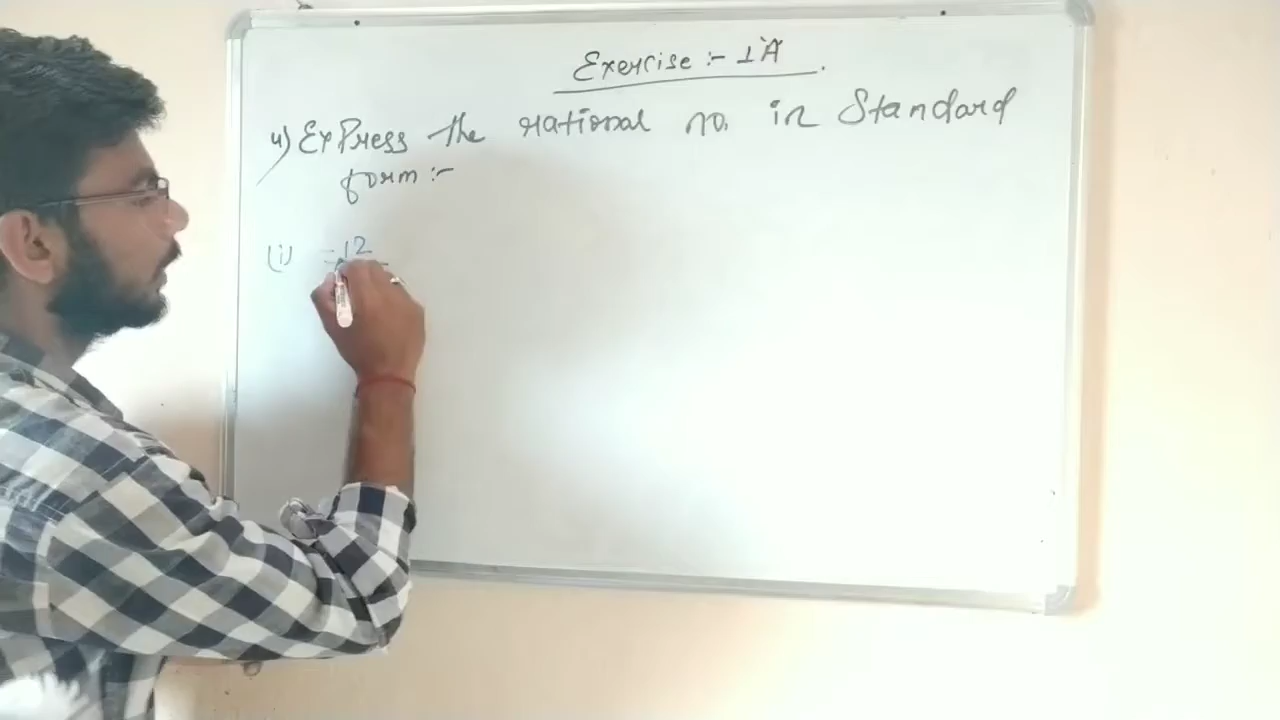 Exercise :- 1A
4) Express the rational no. in Standard
form :-
(i) -12